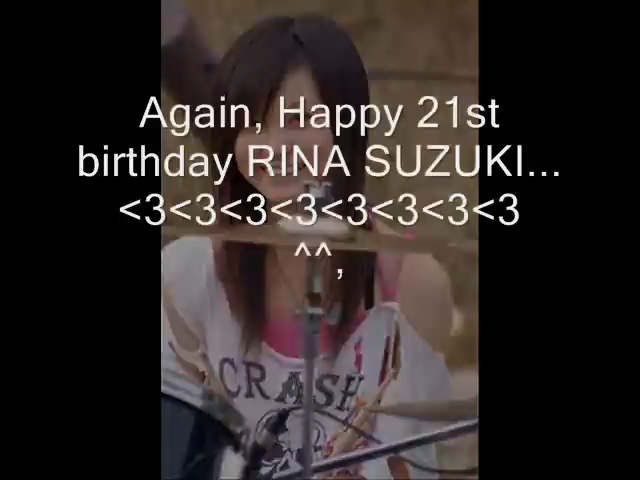 Again, Happy 21st
birthday RINA SUZUKI...
<3<3<3<3<3<3<3<3
^^,
CRASH